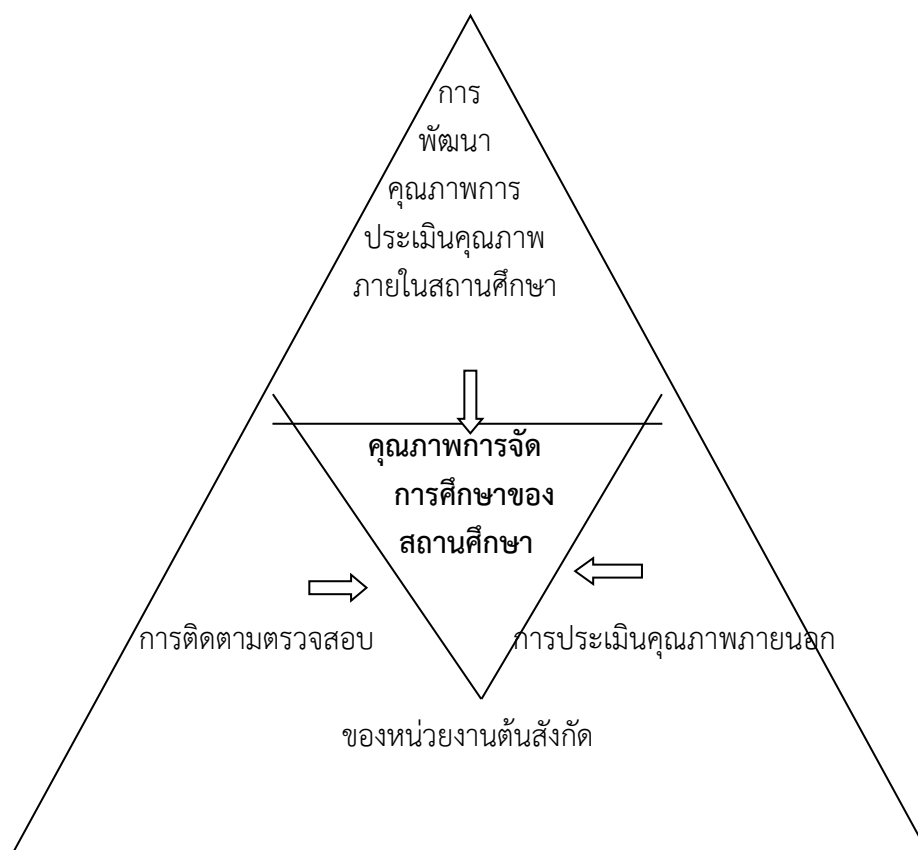 การ
พัฒนา
คุณภาพการ
ประเมินคุณภาพ
ภายในสถานศึกษา
คุณภาพการจัด
การศึกษาของ
สถานศึกษา
การติดตามตรวจสอบ
การประเมินคุณภาพภายนอก
ของหน่วยงานต้นสังกัด